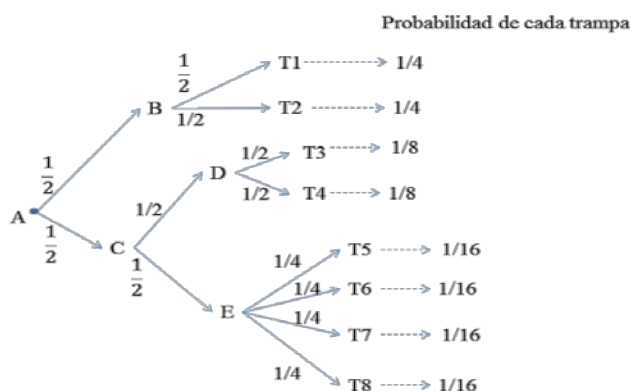 Probabilidad de cada trampa
1/2 T1 1/4
B 1/2 T2 1/4
1/2 T3 1/8
D 1/2 T4 1/8
1/2
A
1/2
1/2
C
1/2
1/4 T5 1/16
1/4 T6 1/16
E 1/4 T7 1/16
1/4 T8 1/16